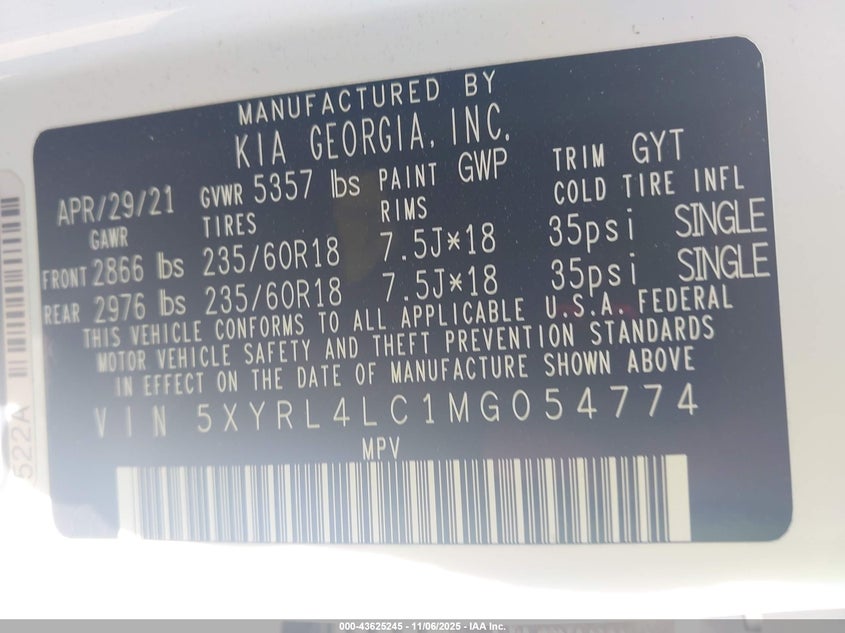 MANUFACTURED BY
KIA GEORGIA, INC.
APR/29/21 GVWR 5357 lbs PAINT GWP TRIM GYT
GAWR TIRES RIMS COLD TIRE INFL
FRONT 2866 lbs 235/60R18 7.5J*18 35psi SINGLE
REAR 2976 lbs 235/60R18 7.5J*18 35psi SINGLE
THIS VEHICLE CONFORMS TO ALL APPLICABLE U.S.A. FEDERAL
MOTOR VEHICLE SAFETY AND THEFT PREVENTION STANDARDS
IN EFFECT ON THE DATE OF MANUFACTURE SHOWN ABOVE
VIN 5XYRL4LC1MG054774
MPV
522A
000-43625245 - 11/06/2025 - IAA Inc.